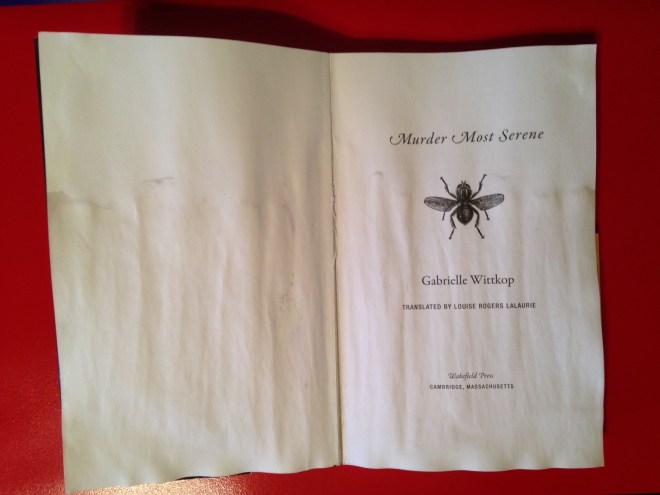 Murder Most Serene
Gabrielle Wittkop
TRANSLATED BY LOUISE ROGERS LALAURIE
Wakefield Press
CAMBRIDGE, MASSACHUSETTS